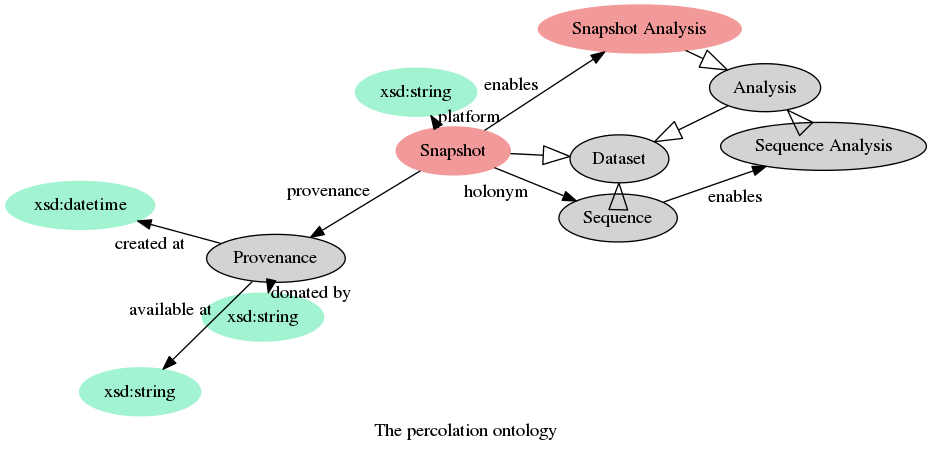 Snapshot Analysis
enables
Analysis
xsd:string
platform
Snapshot
Dataset
Sequence Analysis
provenance
holonym
enables
xsd:datetime
Sequence
created at
Provenance
donated by
available at
xsd:string
xsd:string
The percolation ontology